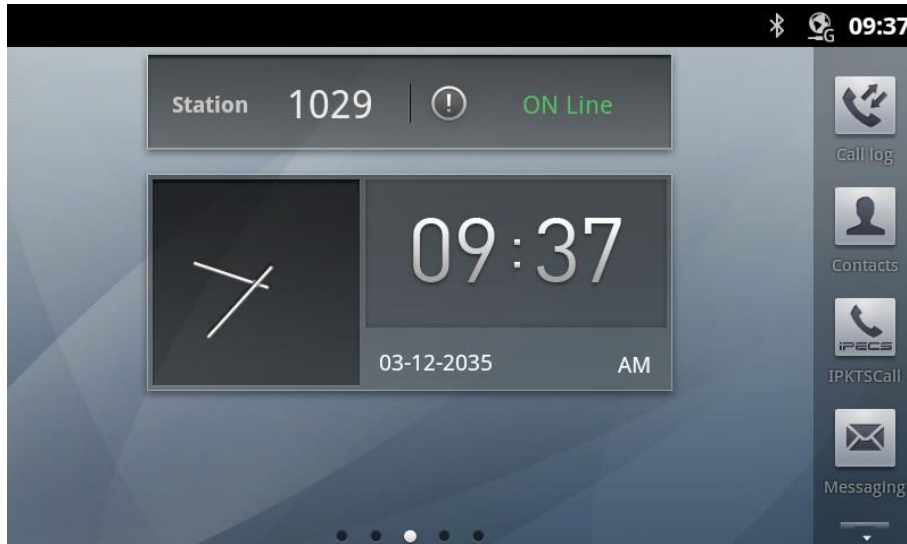 G 09:37
Station 1029 ON Line
Call log
Contacts
09:37
03-12-2035 AM
iPECS
IPKTSCall
Messaging